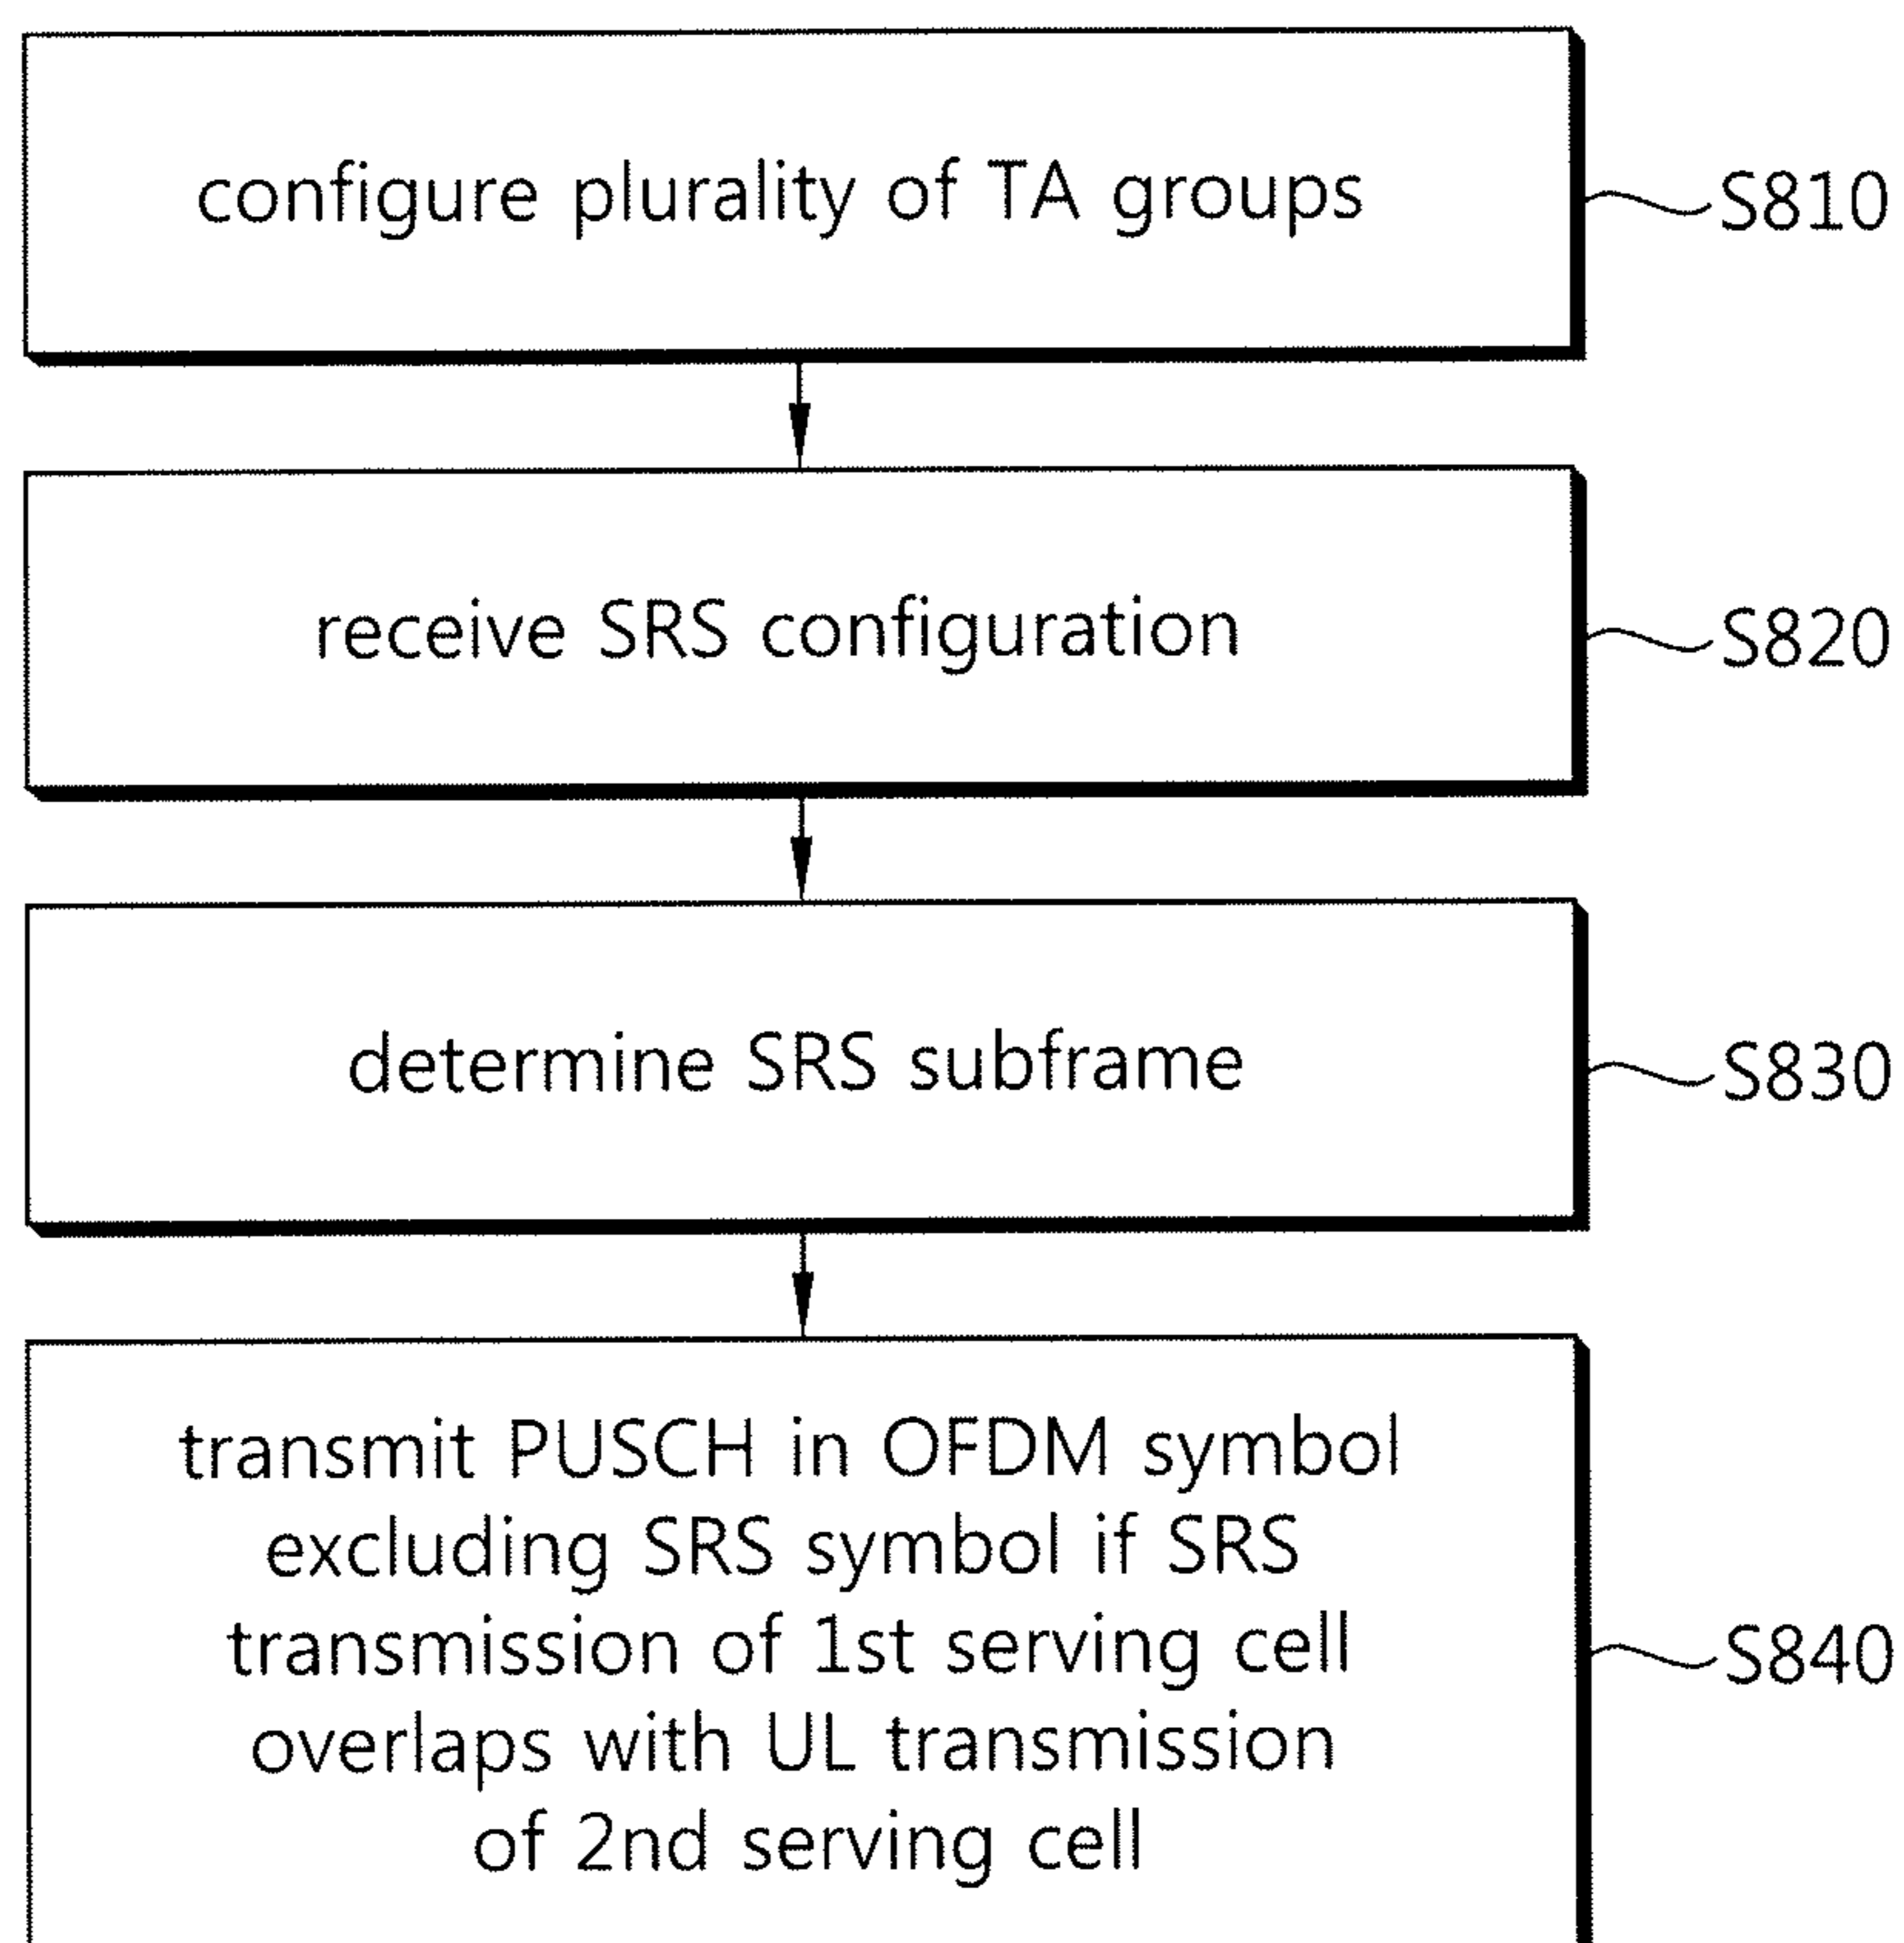 configure plurality of TA groups
S810
receive SRS configuration
S820
determine SRS subframe
S830
transmit PUSCH in OFDM symbol
excluding SRS symbol if SRS
transmission of 1st serving cell
overlaps with UL transmission
of 2nd serving cell
S840